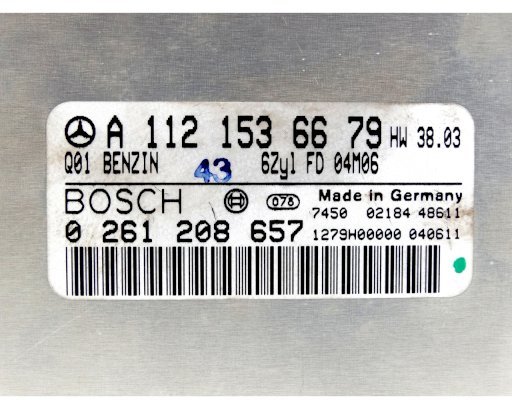 A 112 153 66 79 HW 38.03
Q01 BENZIN 43 6Zyl FD 04M06
BOSCH 078 Made in Germany
7450 02184 48611
0 261 208 657 1279H00000 040611